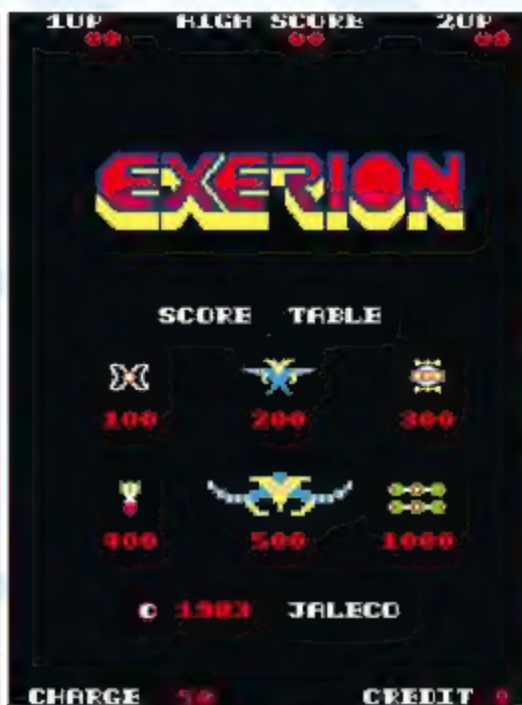 1UP HIGH SCORE 2UP
00 00 00
EXERION
SCORE TABLE
100 200 300
400 500 1000
© 1983 JALECO
CHARGE 50 CREDIT 0